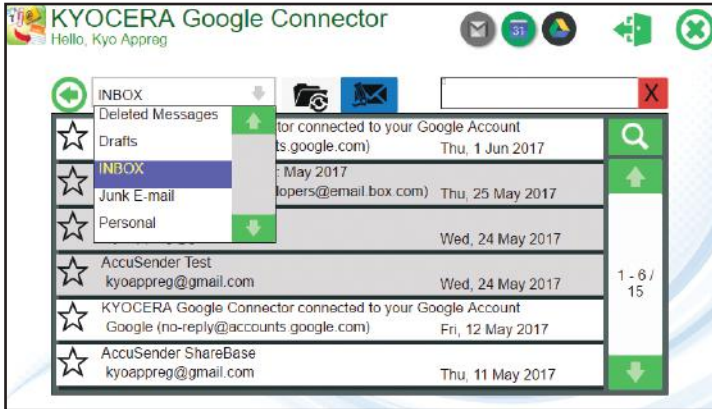 KYOCERA Google Connector
Hello, Kyo Appreg
31
INBOX
X
Deleted Messages
Drafts
INBOX
Junk E-mail
Personal
tor connected to your Google Account
ts.google.com) Thu, 1 Jun 2017
: May 2017
lopers@email.box.com) Thu, 25 May 2017
Wed, 24 May 2017
AccuSender Test
kyoappreg@gmail.com Wed, 24 May 2017
KYOCERA Google Connector connected to your Google Account
Google (no-reply@accounts.google.com) Fri, 12 May 2017
AccuSender ShareBase
kyoappreg@gmail.com Thu, 11 May 2017
1 - 6 /
15